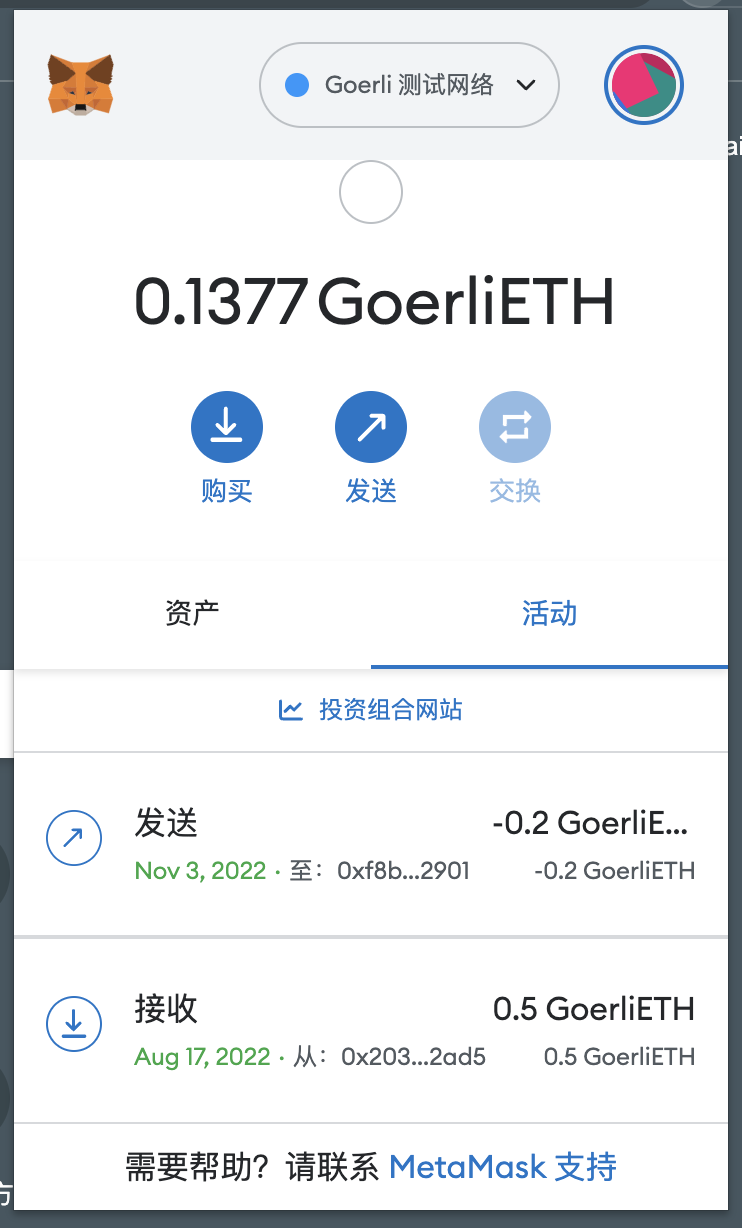 Goerli 测试网络
ai
0.1377 GoerliETH
购买
发送
交换
资产
活动
投资组合网站
发送
-0.2 GoerliE...
Nov 3, 2022 · 至：0xf8b...2901
-0.2 GoerliETH
接收
0.5 GoerliETH
Aug 17, 2022 · 从：0x203...2ad5
0.5 GoerliETH
需要帮助？请联系 MetaMask 支持
方